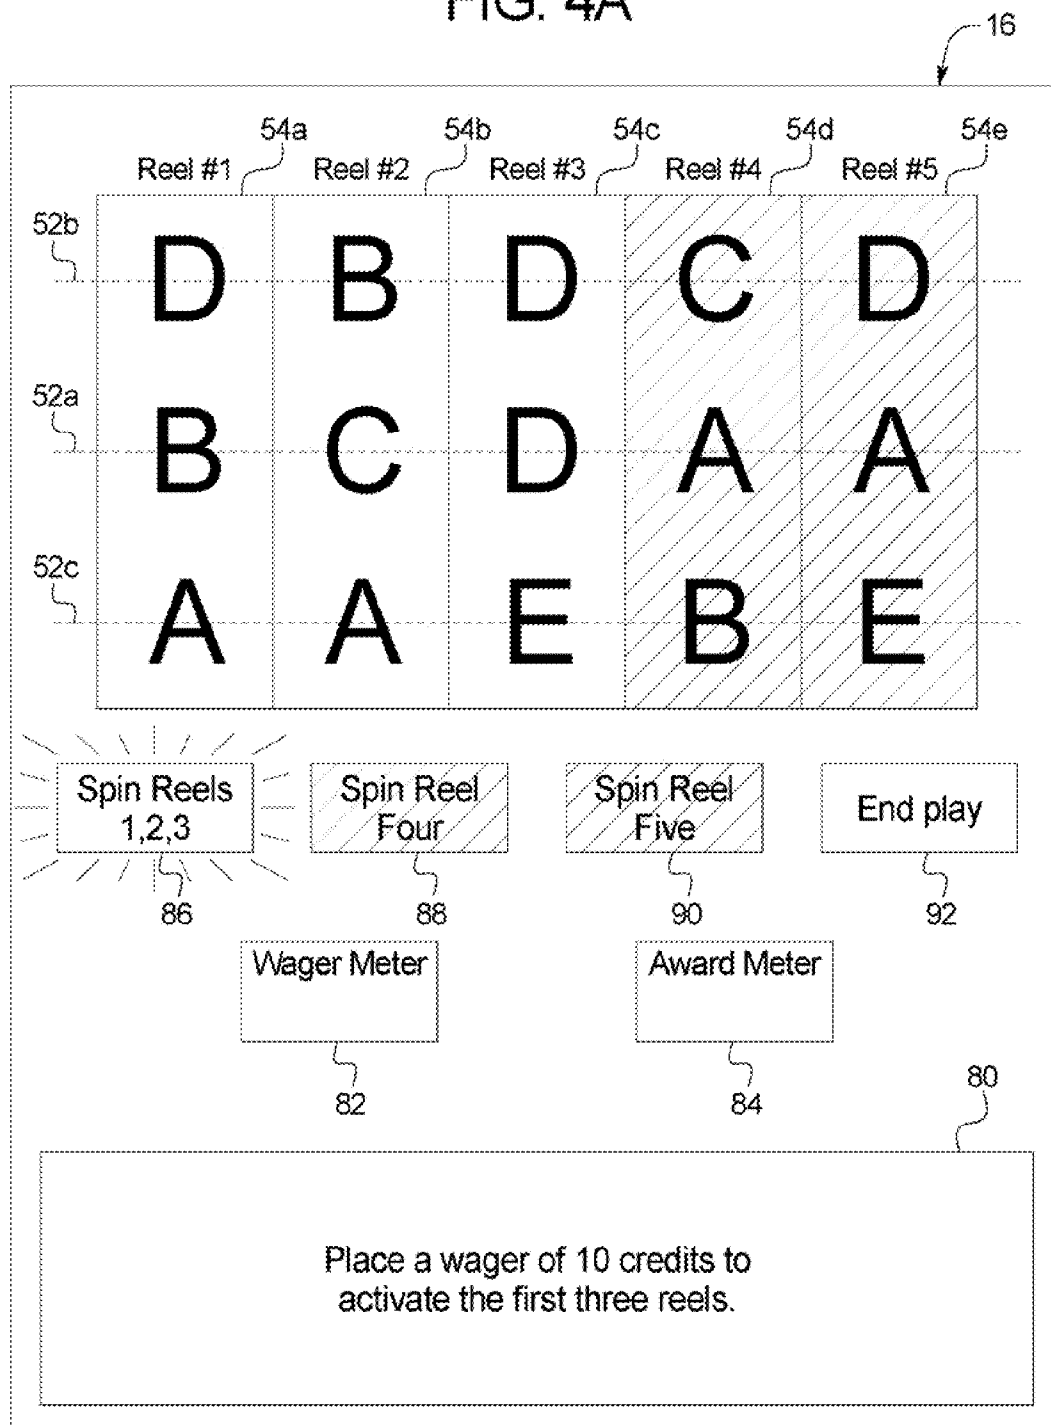 FIG. 4A
16
54a 54b 54c 54d 54e
Reel #1 Reel #2 Reel #3 Reel #4 Reel #5
52b
D B D C D
52a
B C D A A
52c
A A E B E
Spin Reels
1,2,3
Spin Reel
Four
Spin Reel
Five
End play
86 88 90 92
Wager Meter Award Meter
82 84
80
Place a wager of 10 credits to
activate the first three reels.